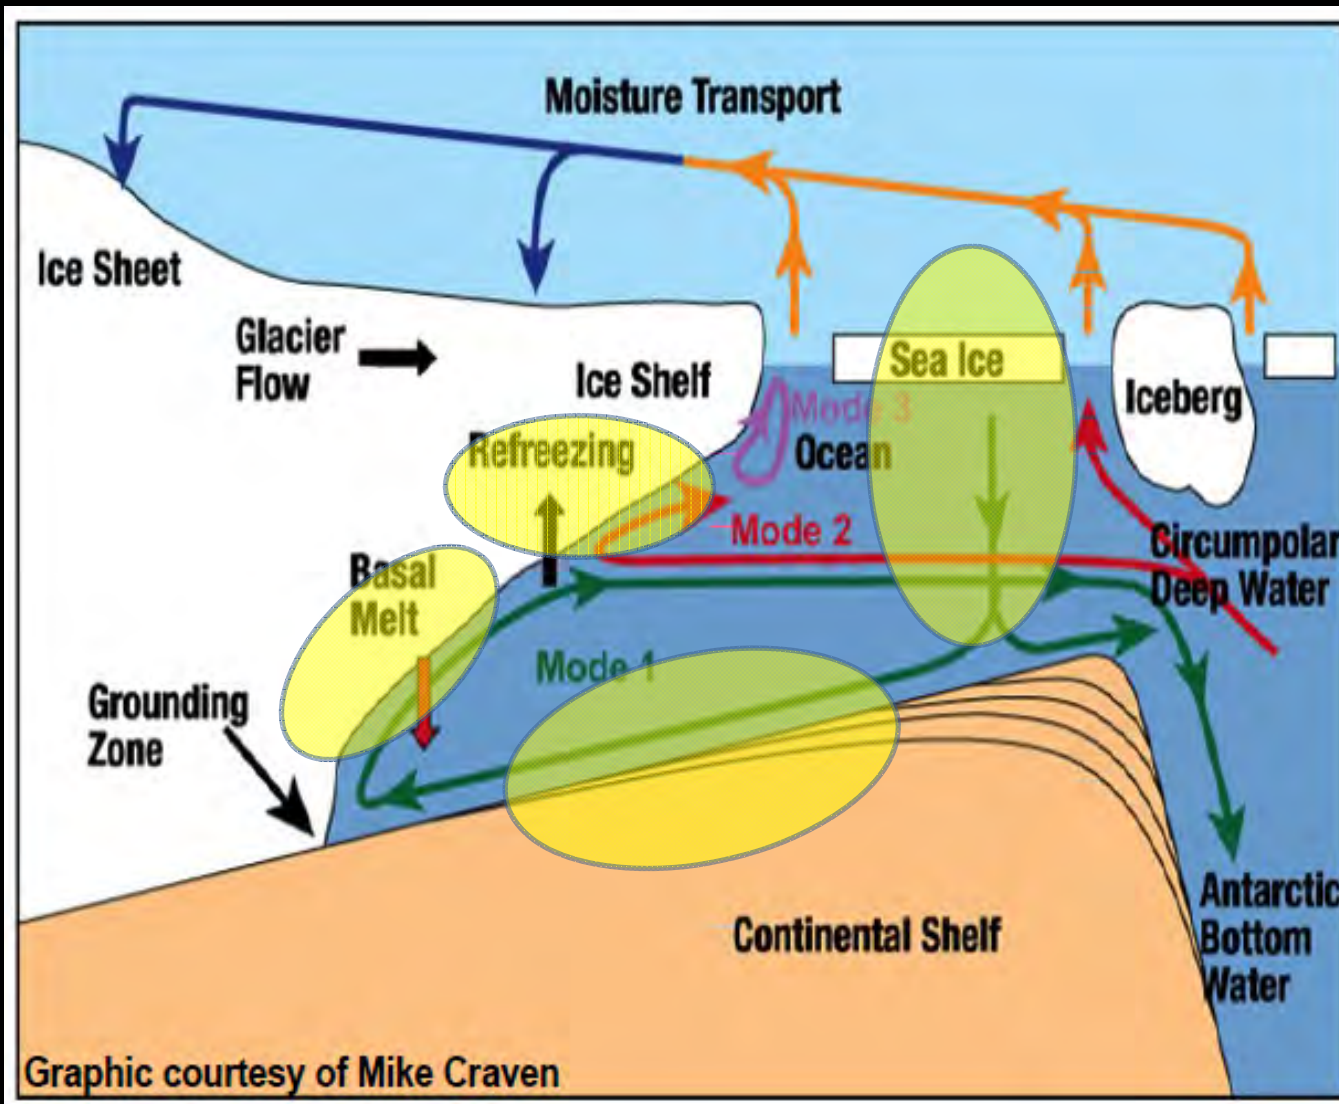 Moisture Transport
Ice Sheet
Glacier
Flow
Ice Shelf
Sea Ice
Iceberg
Mode 3
Ocean
Refreezing
Mode 2
Circumpolar
Deep Water
Basal
Melt
Mode 1
Grounding
Zone
Antarctic
Bottom
Water
Continental Shelf
Graphic courtesy of Mike Craven